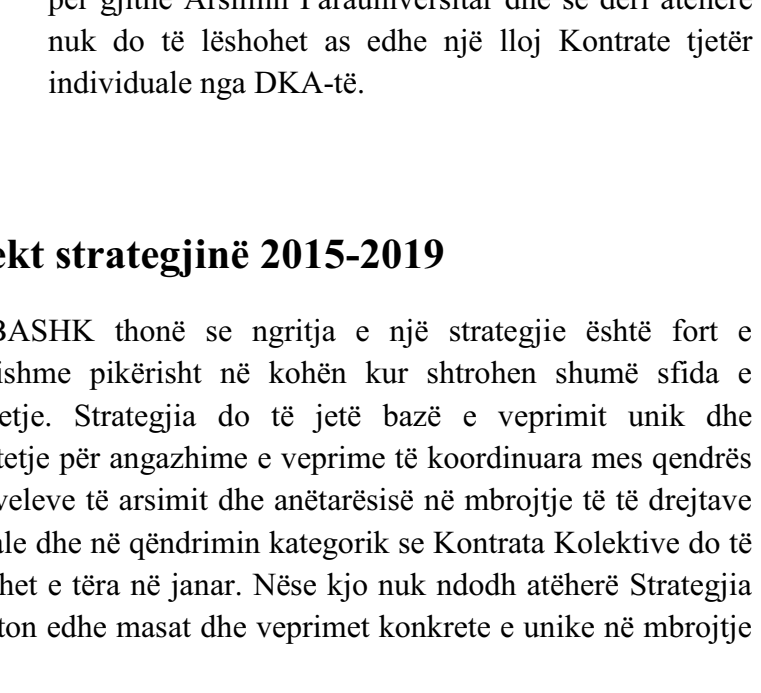 për gjithë Arsimin Parauniversitar dhe se deri atëherë
nuk do të lëshohet as edhe një lloj Kontrate tjetër
individuale nga DKA-të.
ekt strategjinë 2015-2019
BASHK thonë se ngritja e një strategjie është fort e
ishme pikërisht në kohën kur shtrohen shumë sfida e
etje. Strategjia do të jetë bazë e veprimit unik dhe
tetje për angazhime e veprime të koordinuara mes qendrës
veleve të arsimit dhe anëtarësisë në mbrojtje të të drejtave
ale dhe në qëndrimin kategorik se Kontrata Kolektive do të
het e tëra në janar. Nëse kjo nuk ndodh atëherë Strategjia
ton edhe masat dhe veprimet konkrete e unike në mbrojtje